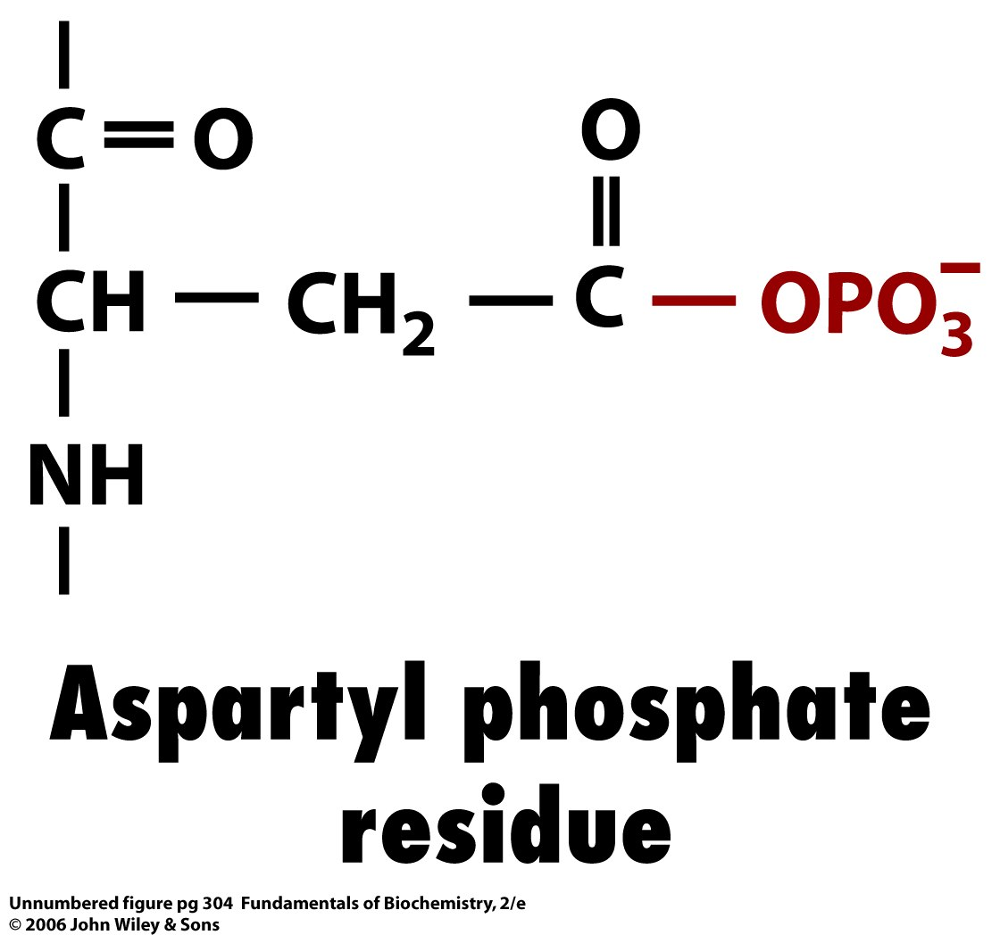 C=O
O
CH — CH2 — C — OPO3−
NH
Aspartyl phosphate
residue
Unnumbered figure pg 304 Fundamentals of Biochemistry, 2/e
© 2006 John Wiley & Sons